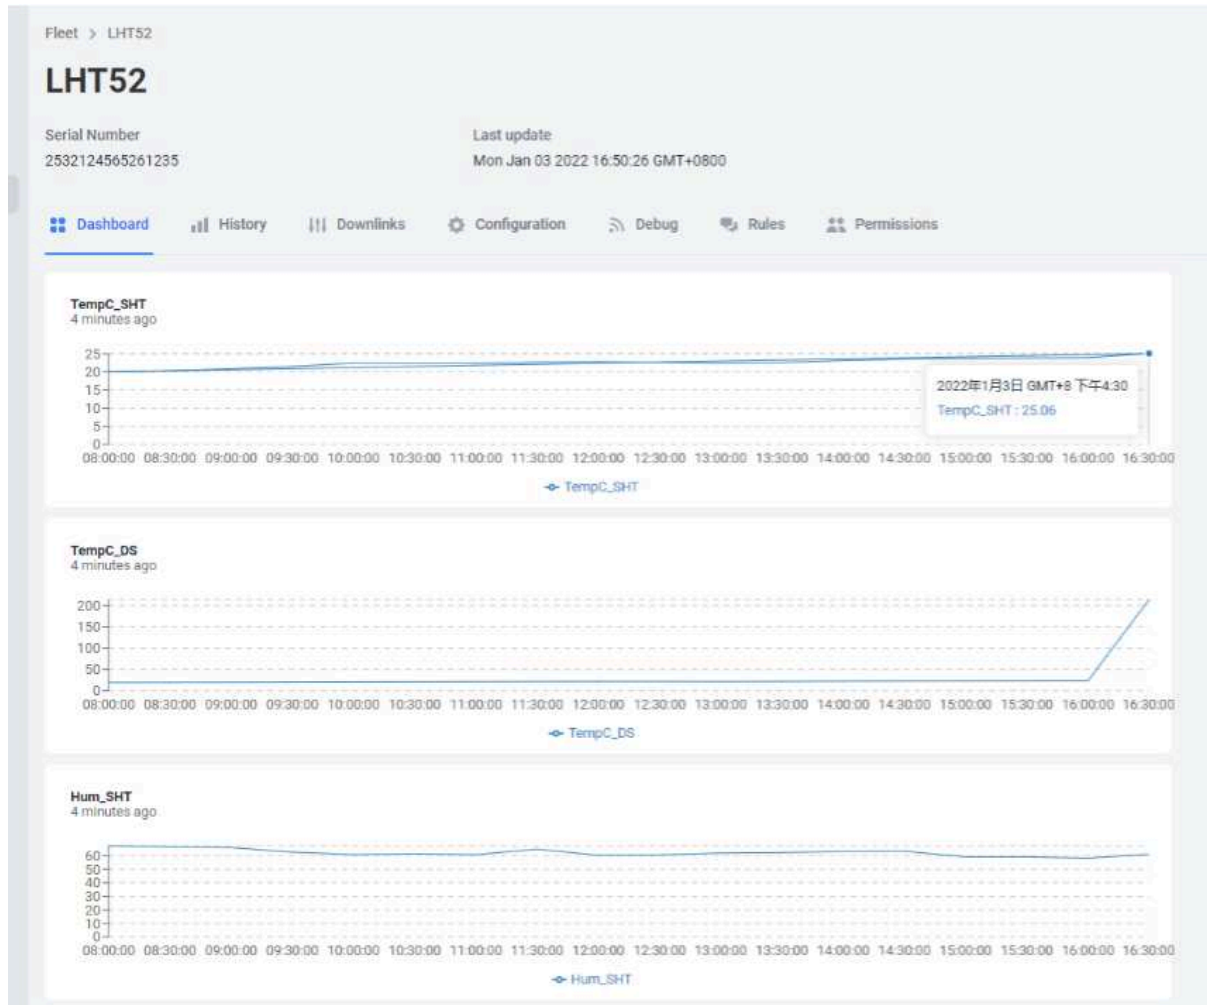 Fleet > LHT52
LHT52
Serial Number
Last update
2532124565261235
Mon Jan 03 2022 16:50:26 GMT+0800
Dashboard History Downlinks Configuration Debug Rules Permissions
TempC_SHT
4 minutes ago
25
20
15
10
5
0
2022年1月3日 GMT+8 下午4:30
TempC_SHT : 25.06
08:00:00 08:30:00 09:00:00 09:30:00 10:00:00 10:30:00 11:00:00 11:30:00 12:00:00 12:30:00 13:00:00 13:30:00 14:00:00 14:30:00 15:00:00 15:30:00 16:00:00 16:30:00
TempC_SHT
TempC_DS
4 minutes ago
200
150
100
50
0
08:00:00 08:30:00 09:00:00 09:30:00 10:00:00 10:30:00 11:00:00 11:30:00 12:00:00 12:30:00 13:00:00 13:30:00 14:00:00 14:30:00 15:00:00 15:30:00 16:00:00 16:30:00
TempC_DS
Hum_SHT
4 minutes ago
60
50
40
30
20
10
0
08:00:00 08:30:00 09:00:00 09:30:00 10:00:00 10:30:00 11:00:00 11:30:00 12:00:00 12:30:00 13:00:00 13:30:00 14:00:00 14:30:00 15:00:00 15:30:00 16:00:00 16:30:00
Hum_SHT